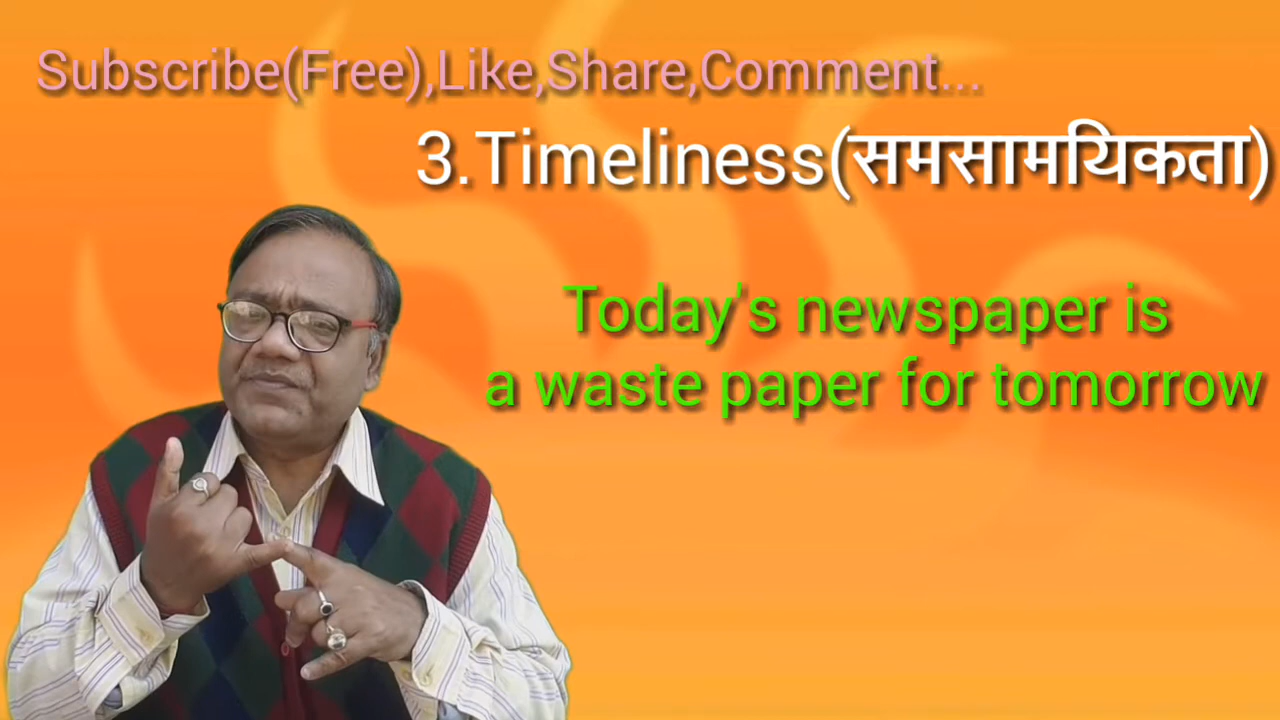 Subscribe(Free),Like,Share,Comment...
3.Timeliness(समसामयिकता)
Today's newspaper is
a waste paper for tomorrow